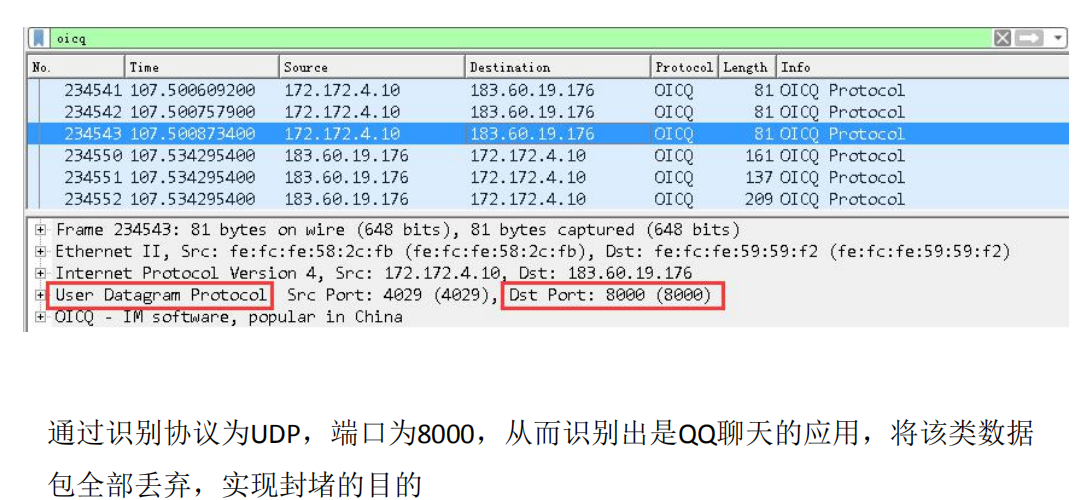 oicq
No. Time Source Destination Protocol Length Info
234541 107.500609200 172.172.4.10 183.60.19.176 OICQ 81 OICQ Protocol
234542 107.500757900 172.172.4.10 183.60.19.176 OICQ 81 OICQ Protocol
234543 107.500873400 172.172.4.10 183.60.19.176 OICQ 81 OICQ Protocol
234550 107.534295400 183.60.19.176 172.172.4.10 OICQ 161 OICQ Protocol
234551 107.534295400 183.60.19.176 172.172.4.10 OICQ 137 OICQ Protocol
234552 107.534295400 183.60.19.176 172.172.4.10 OICQ 209 OICQ Protocol
Frame 234543: 81 bytes on wire (648 bits), 81 bytes captured (648 bits)
Ethernet II, Src: fe:fc:fe:58:2c:fb (fe:fc:fe:58:2c:fb), Dst: fe:fc:fe:59:59:f2 (fe:fc:fe:59:59:f2)
Internet Protocol Version 4, Src: 172.172.4.10, Dst: 183.60.19.176
User Datagram Protocol Src Port: 4029 (4029), Dst Port: 8000 (8000)
OICQ - IM software, popular in China
通过识别协议为UDP，端口为8000，从而识别出是QQ聊天的应用，将该类数据
包全部丢弃，实现封堵的目的